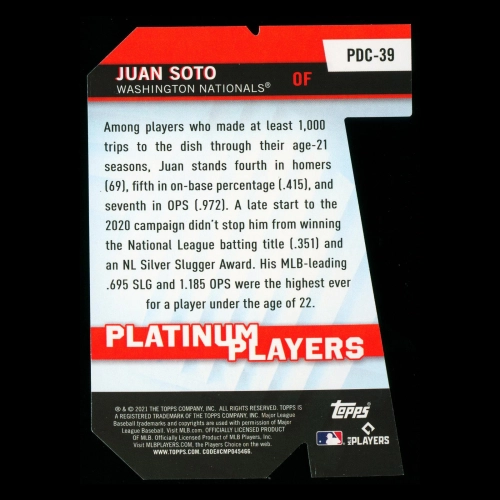 PDC-39
JUAN SOTO
WASHINGTON NATIONALS®
OF
Among players who made at least 1,000
trips to the dish through their age-21
seasons, Juan stands fourth in homers
(69), fifth in on-base percentage (.415), and
seventh in OPS (.972). A late start to the
2020 campaign didn't stop him from winning
the National League batting title (.351) and
an NL Silver Slugger Award. His MLB-leading
.695 SLG and 1.185 OPS were the highest ever
for a player under the age of 22.
PLATINUM
PLAYERS
® & © 2021 THE TOPPS COMPANY, INC. ALL RIGHTS RESERVED. TOPPS IS
A REGISTERED TRADEMARK OF THE TOPPS COMPANY, INC. Major League
Baseball trademarks and copyrights are used with permission of Major
League Baseball. Visit MLB.com. OFFICIALLY LICENSED PRODUCT
OF MLB. Officially Licensed Product of MLB Players, Inc.
Visit MLBPLAYERS.com, the Players Choice on the web.
WWW.TOPPS.COM. CODE#CMP045466.
Topps
MLB PLAYERS